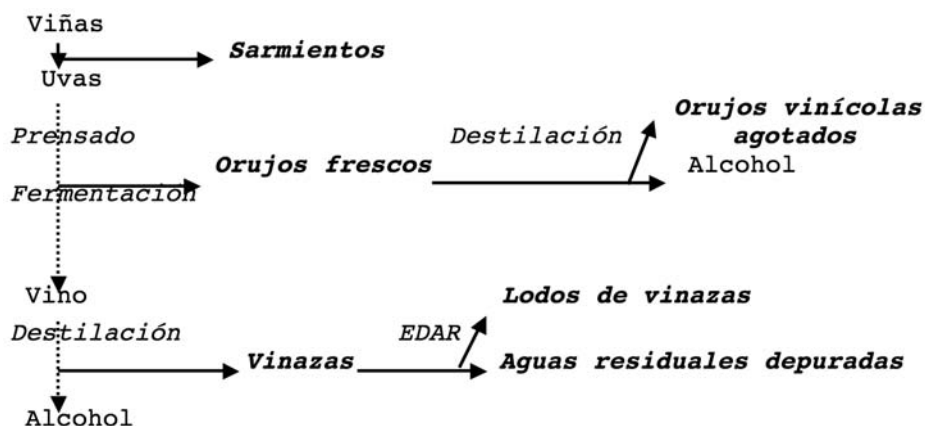 Viñas
Sarmientos
Uvas
Prensado
Destilación
Orujos vinícolas
agotados
Orujos frescos
Alcohol
Fermentación
Vino
Lodos de vinazas
Destilación
EDAR
Vinazas
Aguas residuales depuradas
Alcohol